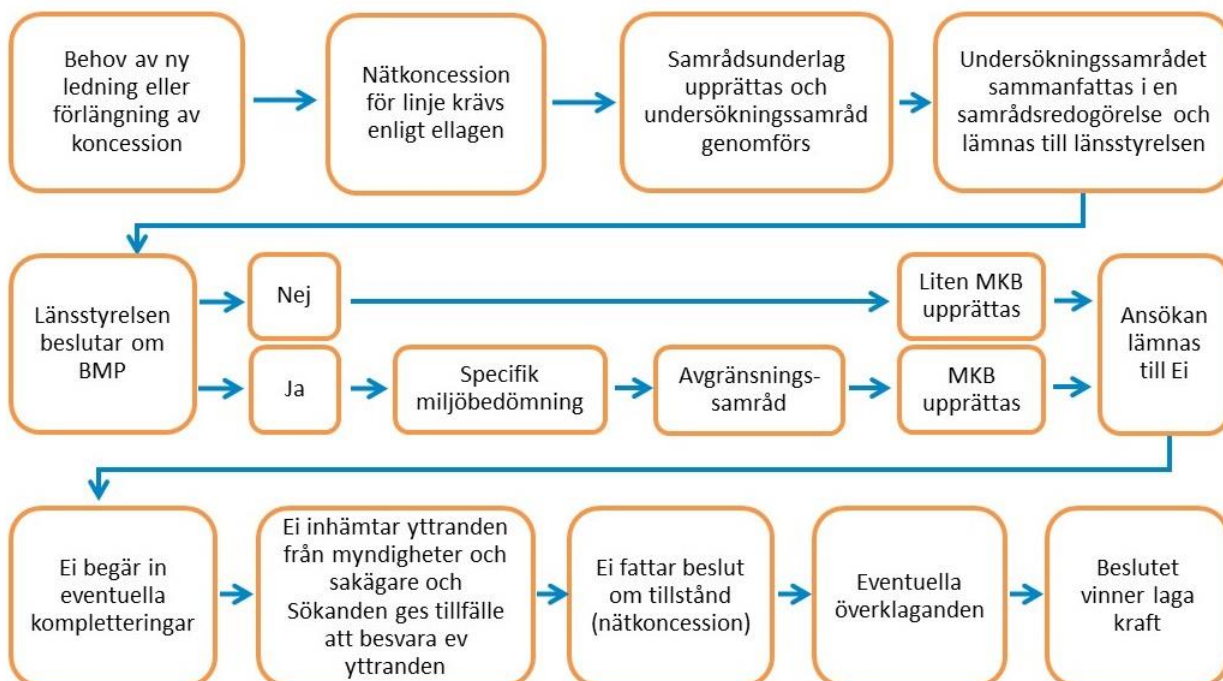 Behov av ny
ledning eller
förlängning av
koncession
Nätkoncession
för linje krävs
enligt ellagen
Samrådsunderlag
upprättas och
undersökningssamråd
genomförs
Undersökningssamrådet
sammanfattas i en
samrådsredogörelse och
lämnas till länsstyrelsen
Länsstyrelsen
beslutar om
BMP
Nej
Liten MKB
upprättas
Ja
Specifik
miljöbedömning
Avgränsnings-
samråd
MKB
upprättas
Ansökan
lämnas
till Ei
Ei begär in
eventuella
kompletteringar
Ei inhämtar yttranden
från myndigheter och
sakägare och
Sökanden ges tillfälle
att besvara ev
yttranden
Ei fattar beslut
om tillstånd
(nätkoncession)
Eventuella
överklaganden
Beslutet
vinner laga
kraft